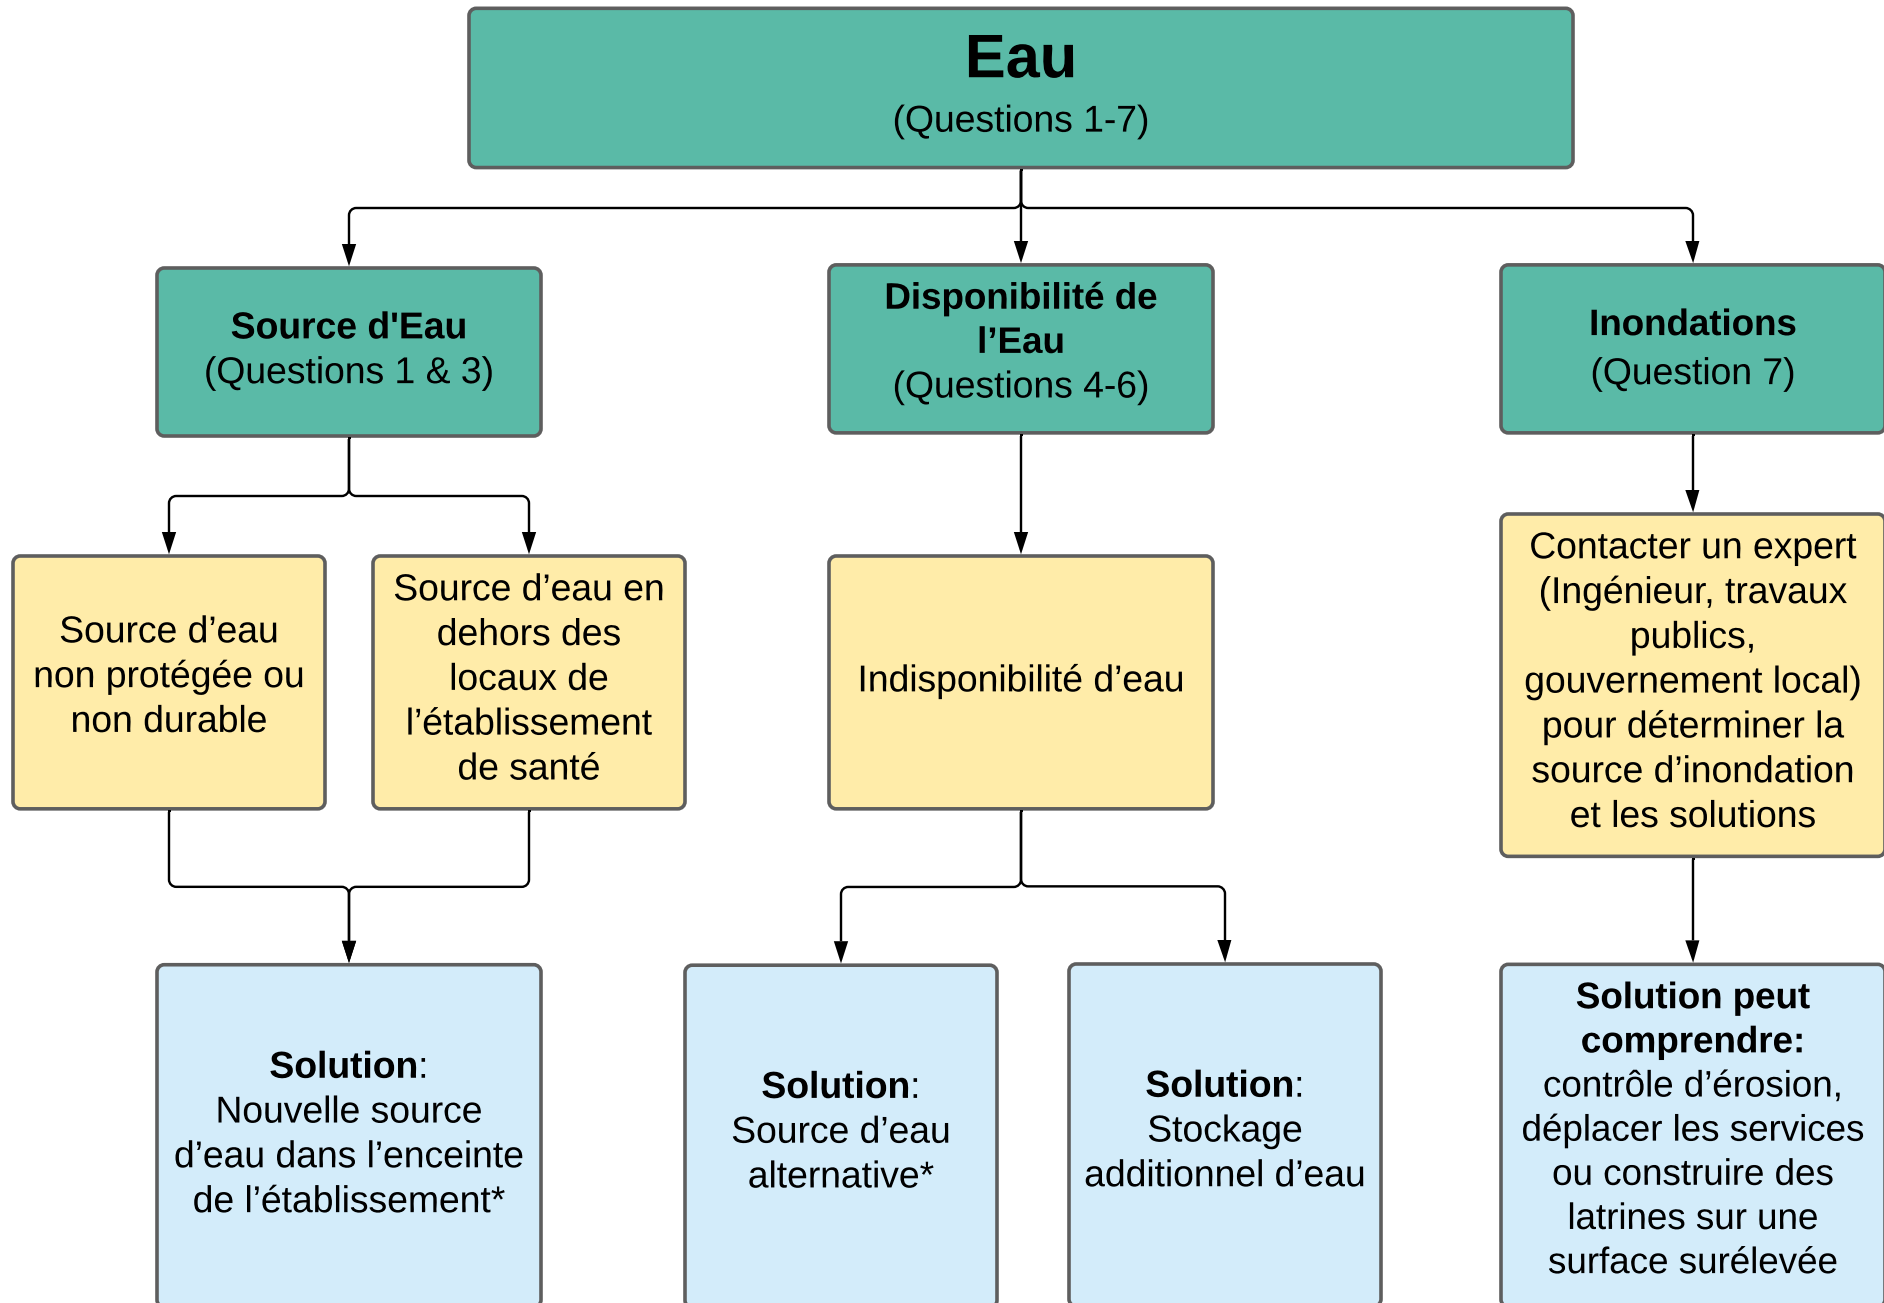 Eau
(Questions 1-7)
Source d'Eau
(Questions 1 & 3)
Disponibilité de
l’Eau
(Questions 4-6)
Inondations
(Question 7)
Source d’eau
non protégée ou
non durable
Source d’eau en
dehors des
locaux de
l’établissement
de santé
Indisponibilité d’eau
Contacter un expert
(Ingénieur, travaux
publics,
gouvernement local)
pour déterminer la
source d’inondation
et les solutions
Solution:
Nouvelle source
d’eau dans l’enceinte
de l’établissement*
Solution:
Source d’eau
alternative*
Solution:
Stockage
additionnel d’eau
Solution peut
comprendre:
contrôle d’érosion,
déplacer les services
ou construire des
latrines sur une
surface surélevée